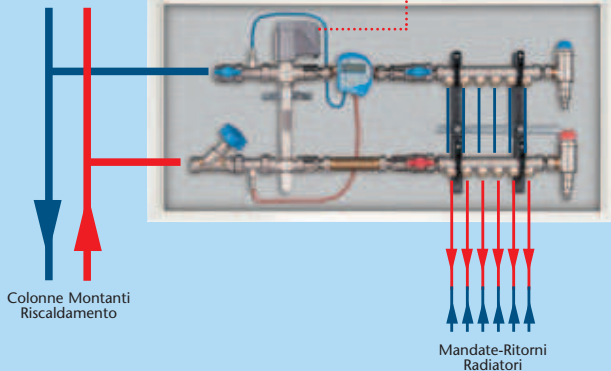 Colonne Montanti
Riscaldamento
Mandate-Ritorni
Radiatori